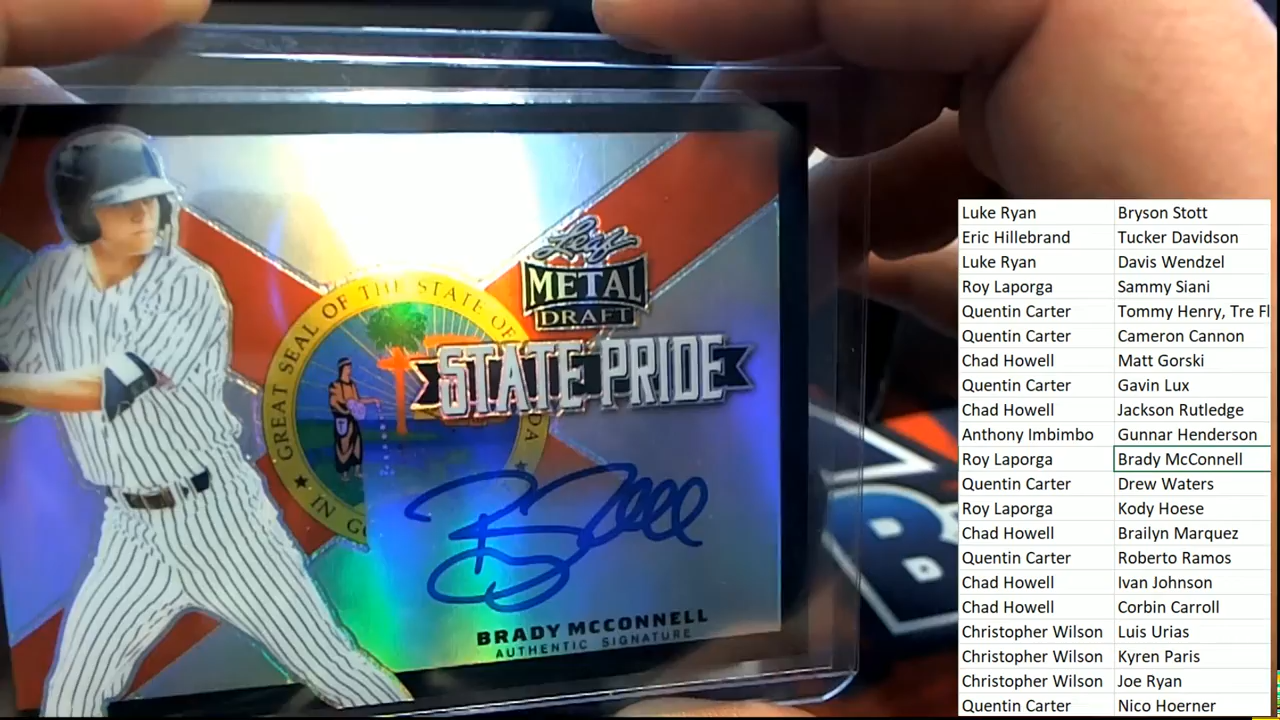 GREAT SEAL OF THE STATE OF
IN G
Leaf
METAL
DRAFT
STATE PRIDE
BRADY MCCONNELL
AUTHENTIC SIGNATURE
Luke Ryan Bryson Stott
Eric Hillebrand Tucker Davidson
Luke Ryan Davis Wendzel
Roy Laporga Sammy Siani
Quentin Carter Tommy Henry, Tre Fl
Quentin Carter Cameron Cannon
Chad Howell Matt Gorski
Quentin Carter Gavin Lux
Chad Howell Jackson Rutledge
Anthony Imbimbo Gunnar Henderson
Roy Laporga Brady McConnell
Quentin Carter Drew Waters
Roy Laporga Kody Hoese
Chad Howell Brailyn Marquez
Quentin Carter Roberto Ramos
Chad Howell Ivan Johnson
Chad Howell Corbin Carroll
Christopher Wilson Luis Urias
Christopher Wilson Kyren Paris
Christopher Wilson Joe Ryan
Quentin Carter Nico Hoerner